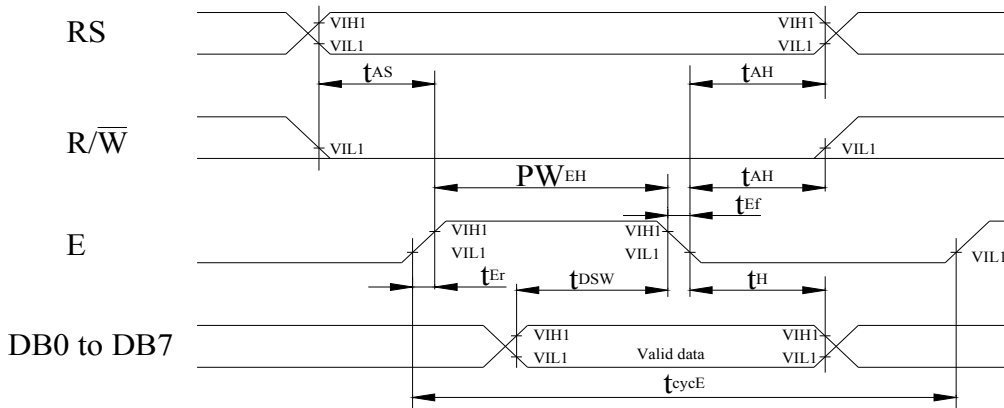 RS
VIH1
VIL1
VIH1
VIL1
tAS
tAH
R/W̅
VIL1
VIL1
PWEH
tAH
tEf
E
VIH1
VIL1
VIH1
VIL1
VIL1
tEr
tDSW
tH
DB0 to DB7
VIH1
VIL1
Valid data
VIH1
VIL1
tcycE